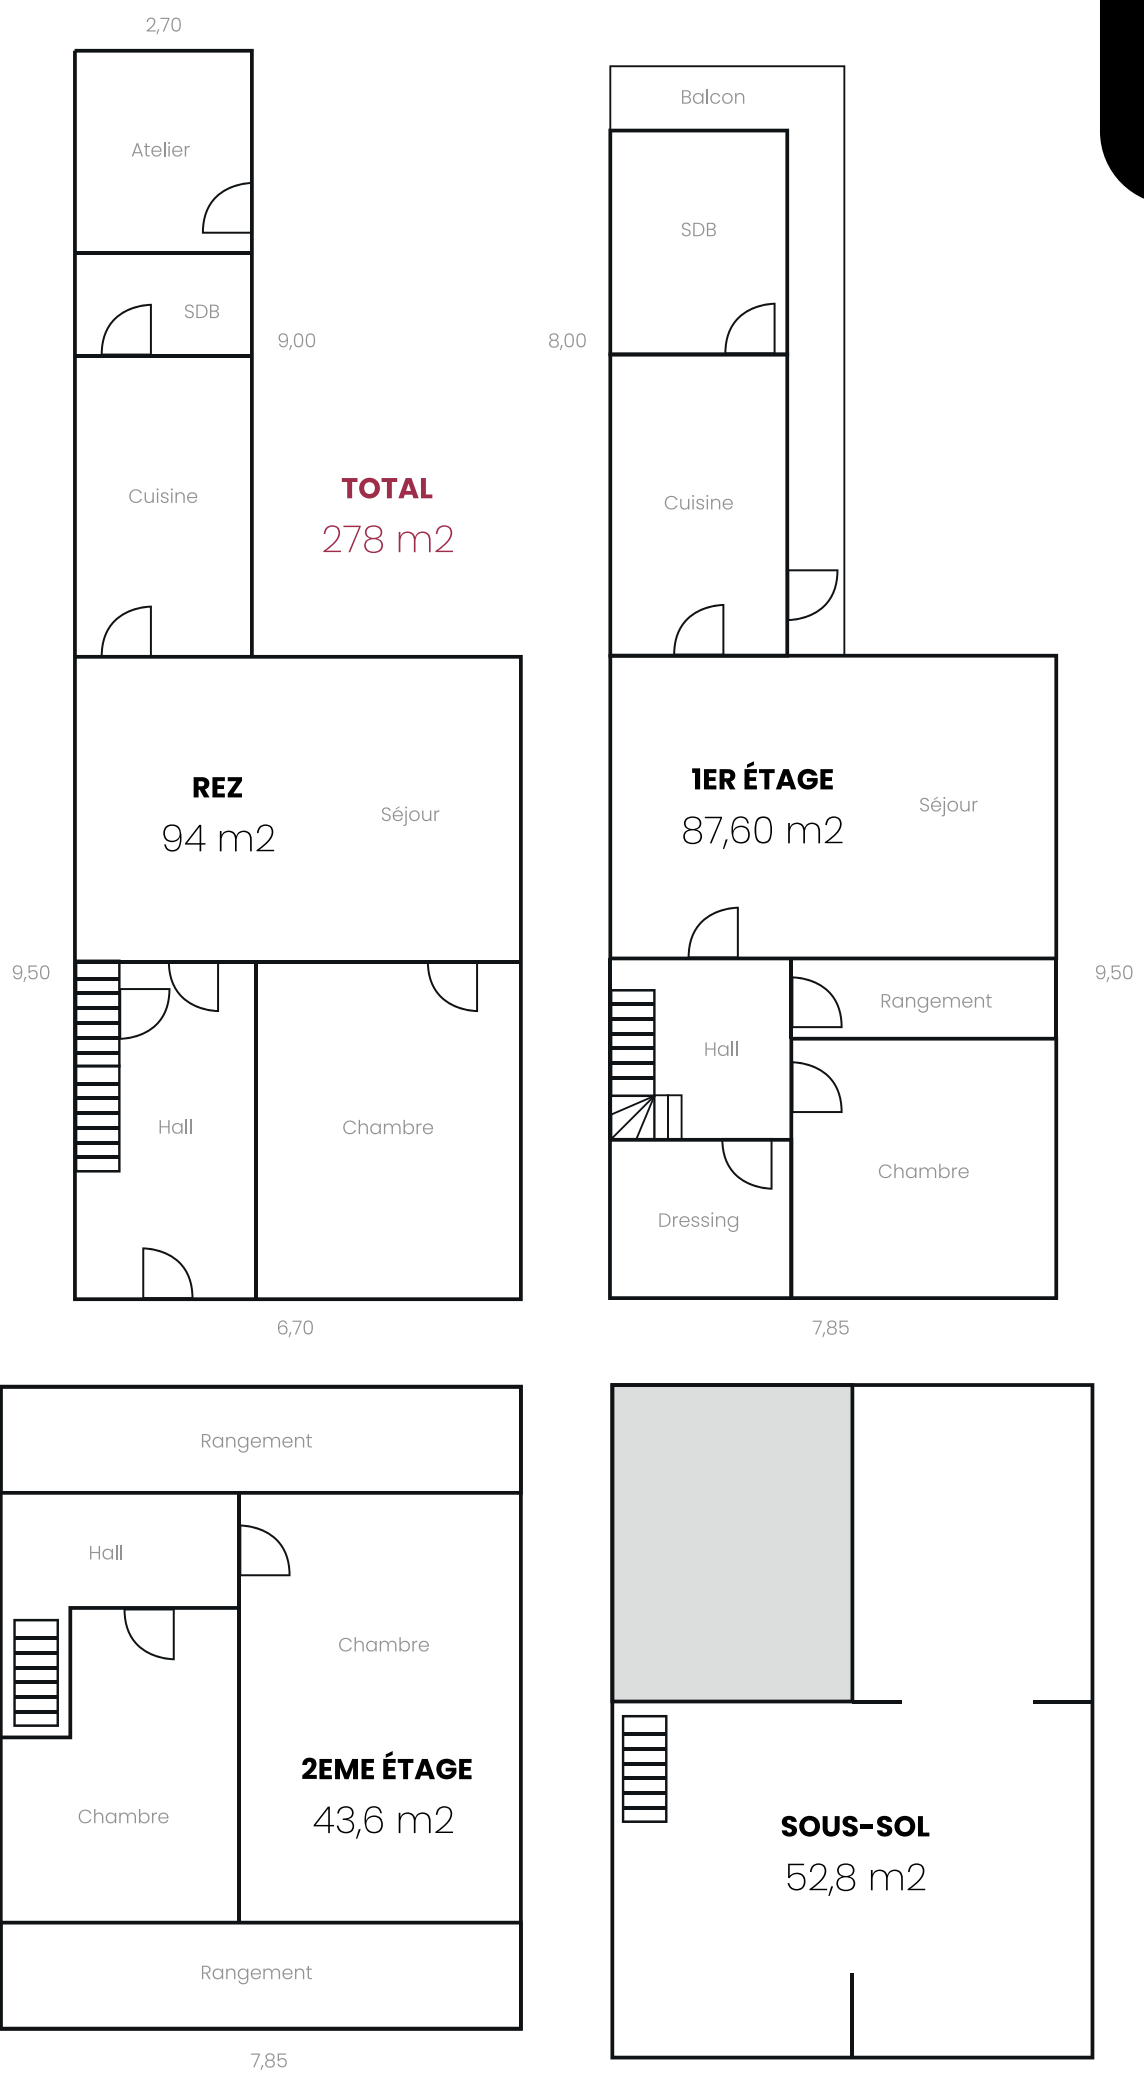 2,70
Atelier
SDB
9,00
Cuisine
TOTAL
278 m2
REZ
94 m2
Séjour
9,50
Hall
Chambre
6,70
Balcon
SDB
8,00
Cuisine
1ER ÉTAGE
87,60 m2
Séjour
9,50
Rangement
Hall
Chambre
Dressing
7,85
Rangement
Hall
Chambre
2EME ÉTAGE
43,6 m2
Chambre
Rangement
7,85
SOUS-SOL
52,8 m2